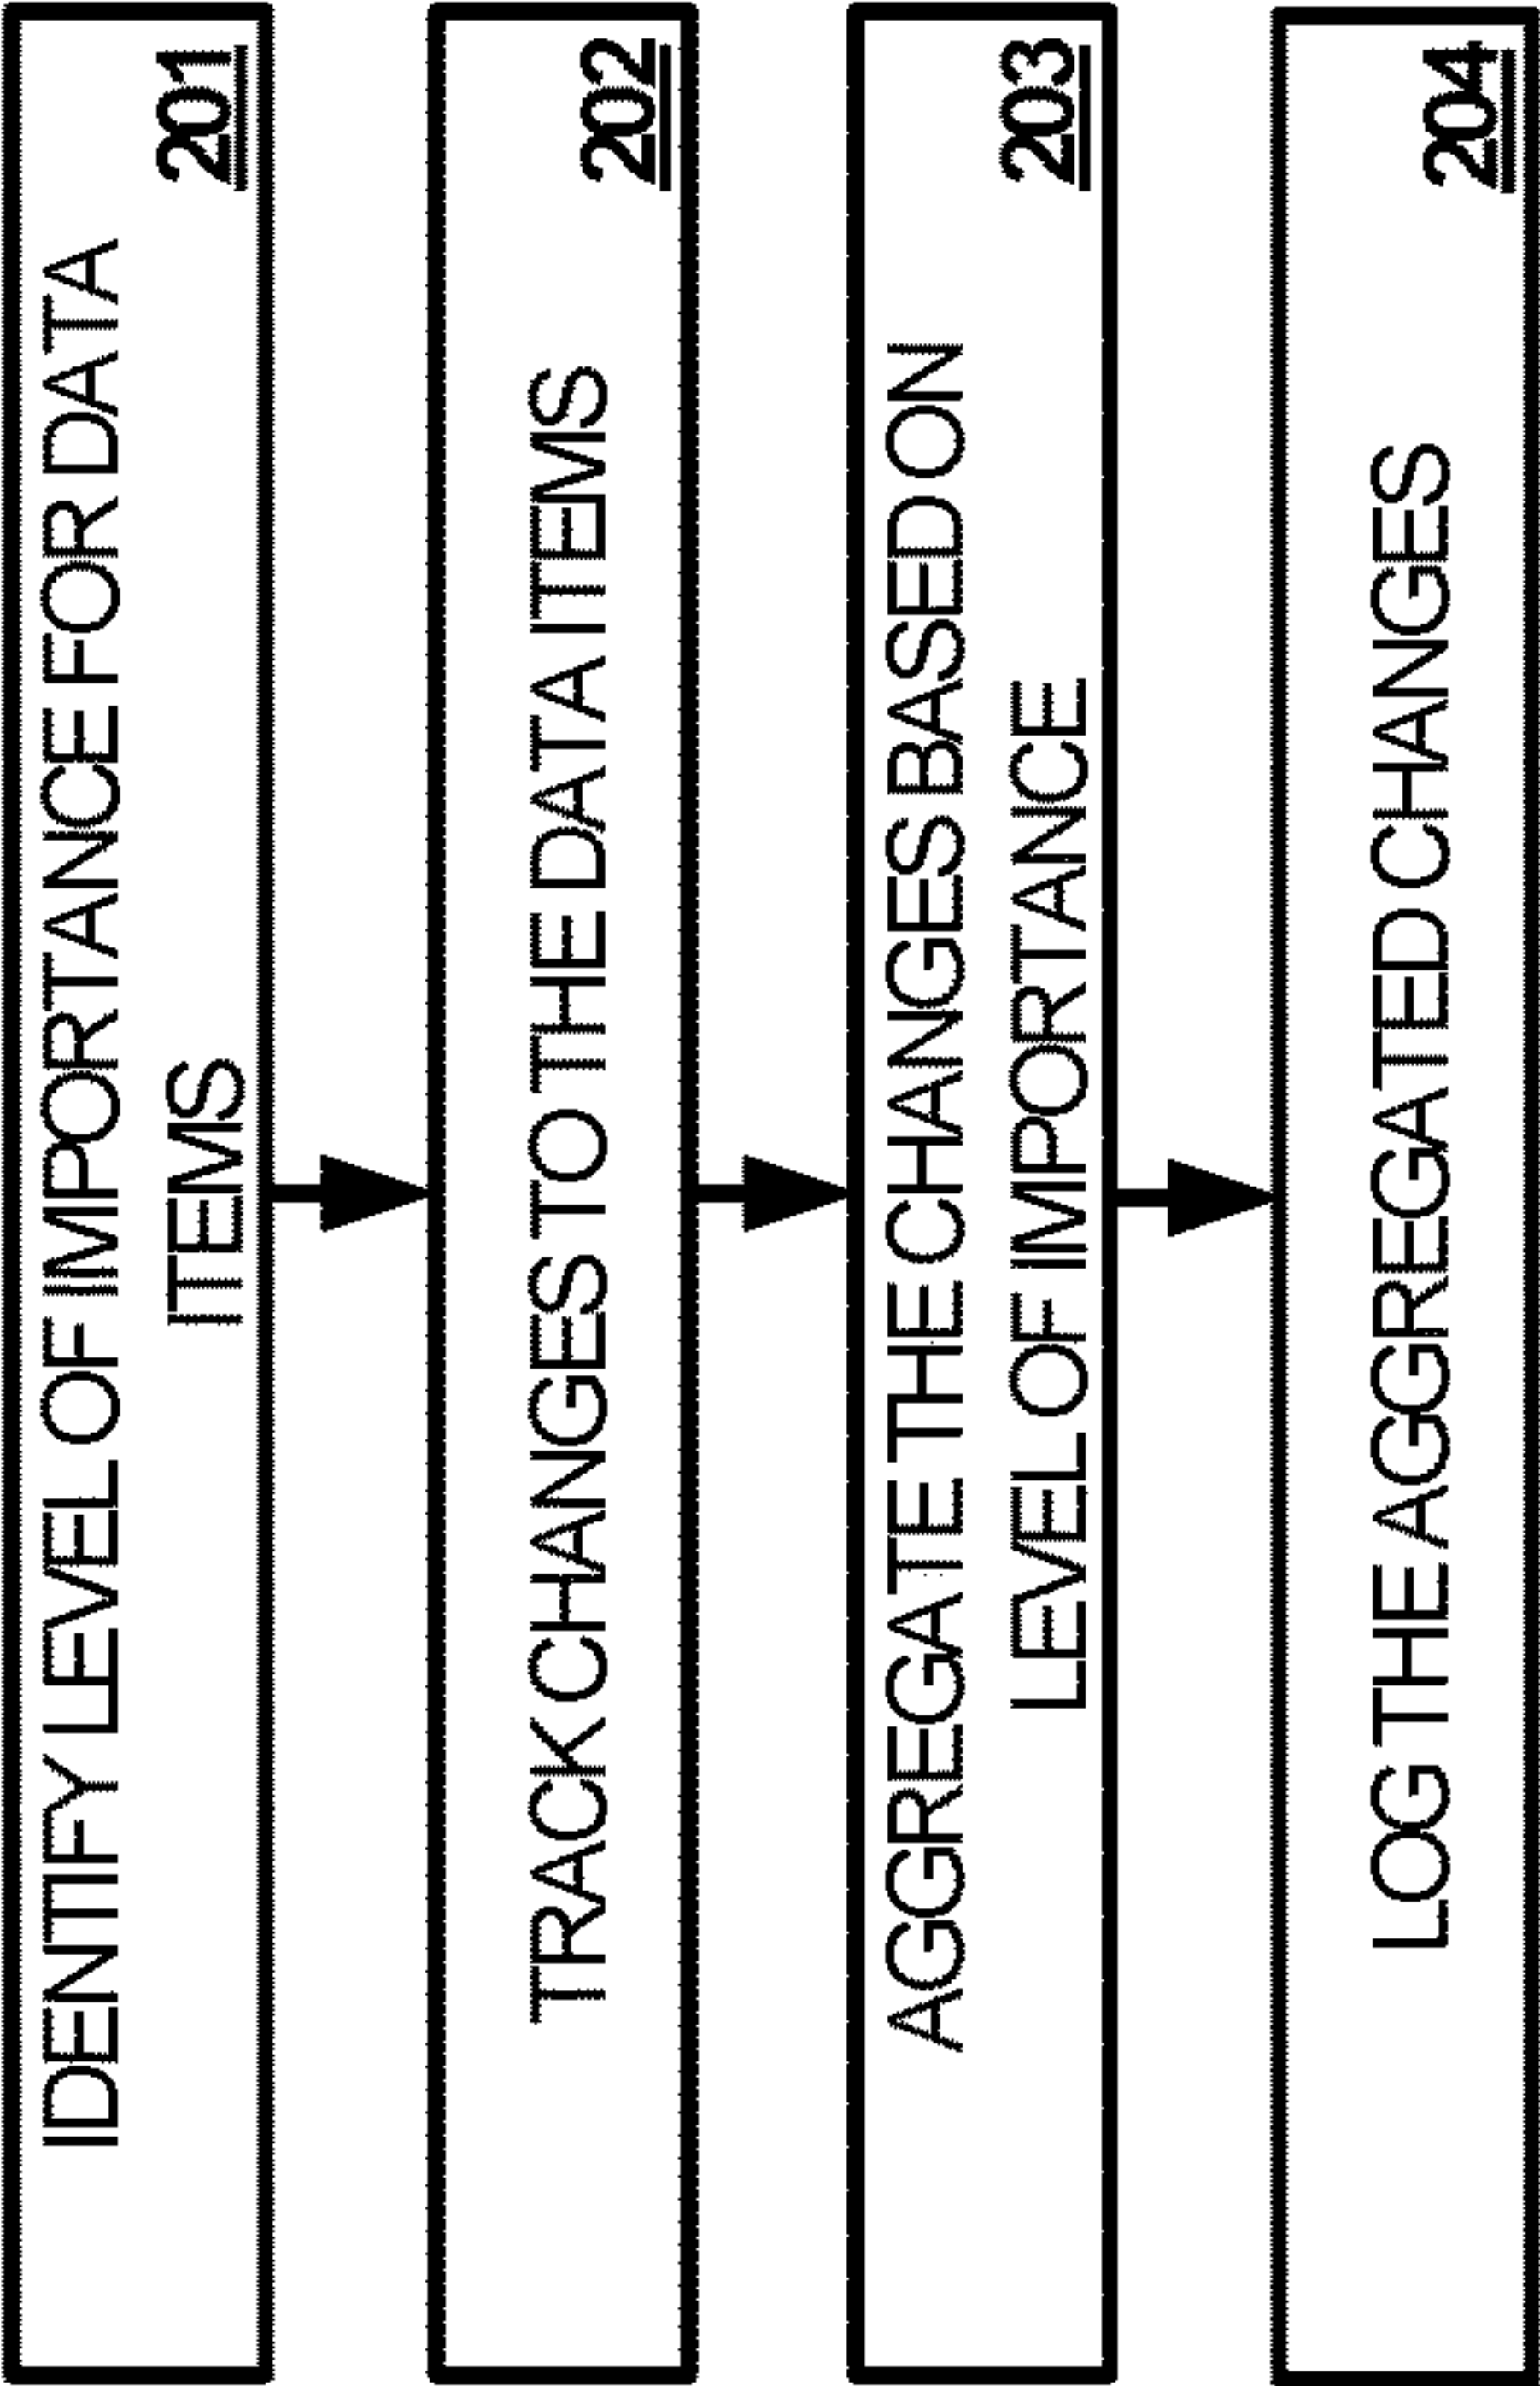 IDENTIFY LEVEL OF IMPORTANCE FOR DATA
ITEMS
201
TRACK CHANGES TO THE DATA ITEMS
202
AGGREGATE THE CHANGES BASED ON
LEVEL OF IMPORTANCE
203
LOG THE AGGREGATED CHANGES
204